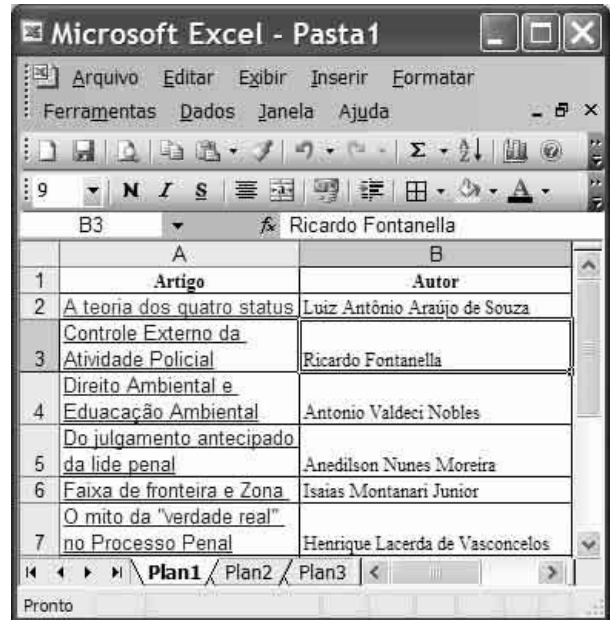 Microsoft Excel - Pasta1
Arquivo Editar Exibir Inserir Formatar
Ferramentas Dados Janela Ajuda
9 N I S
B3 fx Ricardo Fontanella
A B
1 Artigo Autor
2 A teoria dos quatro status Luiz Antônio Araújo de Souza
Controle Externo da
3 Atividade Policial Ricardo Fontanella
Direito Ambiental e
4 Eduacação Ambiental Antonio Valdeci Nobles
Do julgamento antecipado
5 da lide penal Anedilson Nunes Moreira
6 Faixa de fronteira e Zona Isaias Montanari Junior
O mito da "verdade real"
7 no Processo Penal Henrique Lacerda de Vasconcelos
Plan1 Plan2 Plan3
Pronto